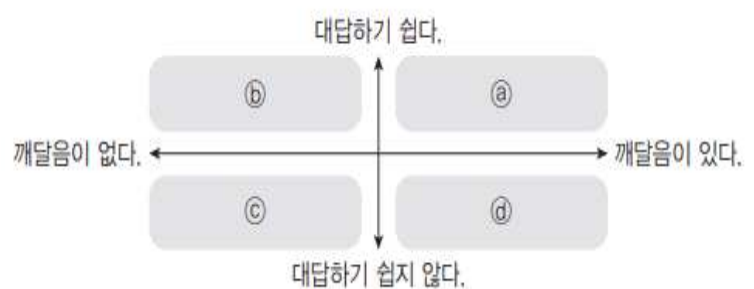 대답하기 쉽다.
ⓑ ⓐ
깨달음이 없다. 깨달음이 있다.
ⓒ ⓓ
대답하기 쉽지 않다.